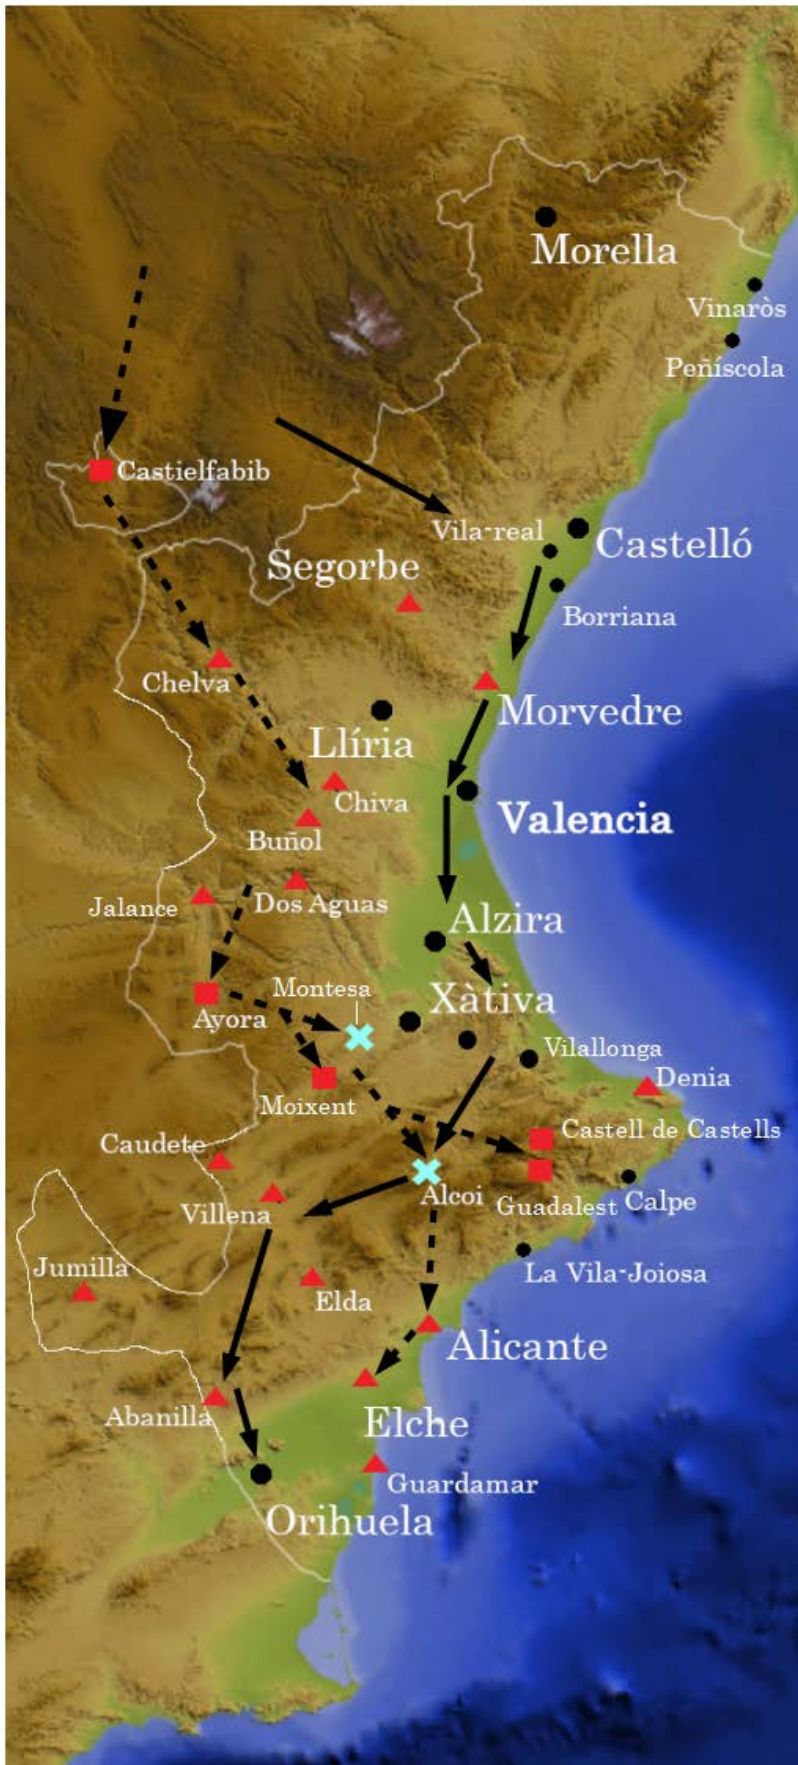 Morella
Vinaròs
Peñíscola
Castielfabib
Vila-real
Castelló
Segorbe
Borriana
Chelva
Morvedre
Llíria
Chiva
Valencia
Buñol
Jalance
Dos Aguas
Alzira
Montesa
Xàtiva
Ayora
Vilallonga
Denia
Moixent
Castell de Castells
Caudete
Villena
Alcoi
Guadalest
Calpe
Jumilla
Elda
La Vila-Joiosa
Alicante
Abanilla
Elche
Guardamar
Orihuela